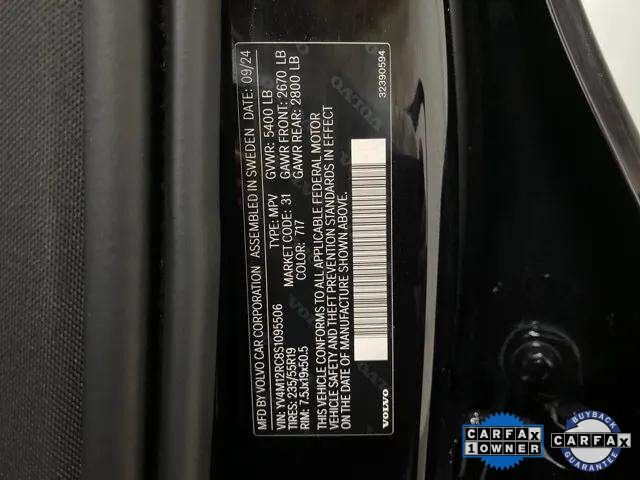 MFD BY VOLVO CAR CORPORATION ASSEMBLED IN SWEDEN DATE: 09/24
VIN: YV4M12RC8S1095506 TYPE: MPV GVWR: 5400 LB
TIRES: 235/55R19 MARKET CODE: 31 GAWR FRONT: 2670 LB
RIM: 7.5Jx19x50.5 COLOR: 717 GAWR REAR: 2800 LB
THIS VEHICLE CONFORMS TO ALL APPLICABLE FEDERAL MOTOR
VEHICLE SAFETY AND THEFT PREVENTION STANDARDS IN EFFECT
ON THE DATE OF MANUFACTURE SHOWN ABOVE.
VOLVO 32390594
CARFAX
1 OWNER
BUYBACK
CARFAX
GUARANTEE